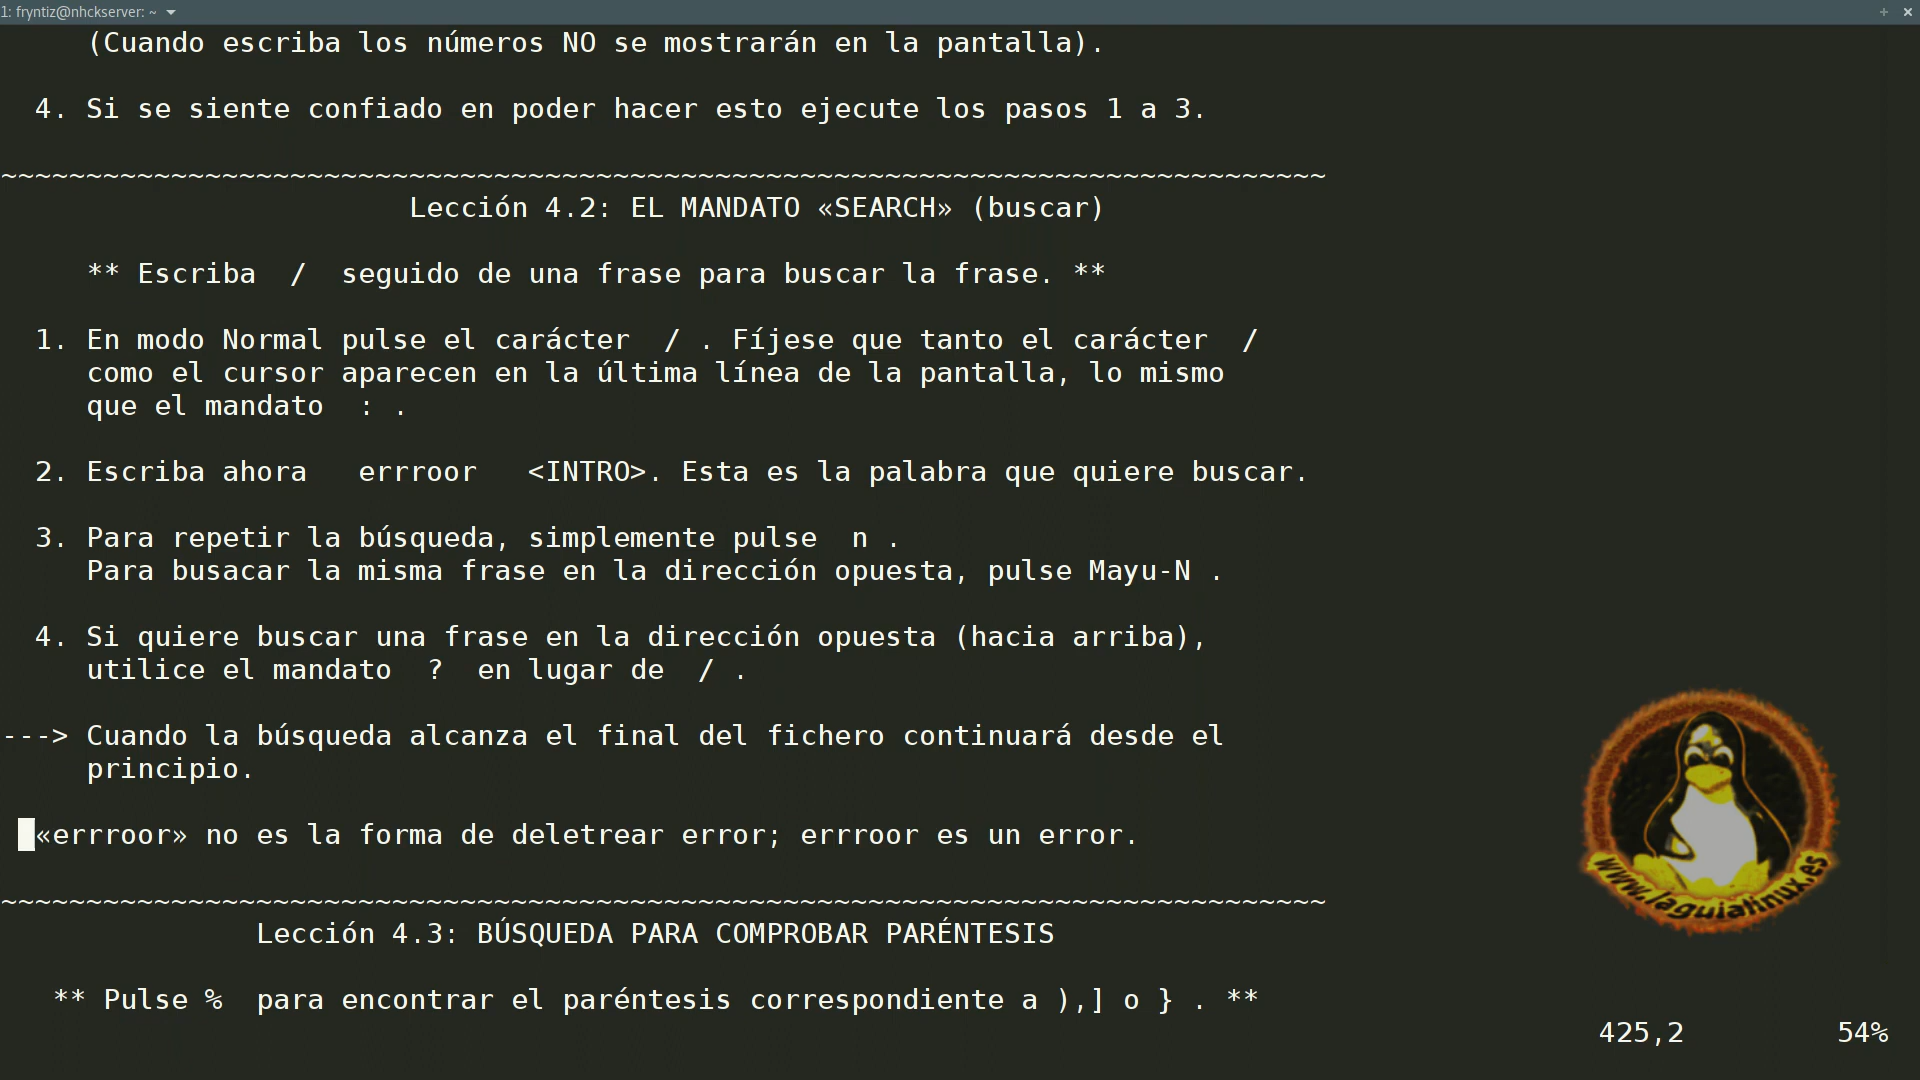 1: fryntiz@nhckserver: ~
(Cuando escriba los números NO se mostrarán en la pantalla).
4. Si se siente confiado en poder hacer esto ejecute los pasos 1 a 3.
~~~~~~~~~~~~~~~~~~~~~~~~~~~~~~~~~~~~~~~~~~~~~~~~~~~~~~~~~~~~~~~~~~~~~~~~~~~~~~
Lección 4.2: EL MANDATO «SEARCH» (buscar)
** Escriba  /  seguido de una frase para buscar la frase. **
1. En modo Normal pulse el carácter  / . Fíjese que tanto el carácter  /
como el cursor aparecen en la última línea de la pantalla, lo mismo
que el mandato  : .
2. Escriba ahora   errroor   <INTRO>. Esta es la palabra que quiere buscar.
3. Para repetir la búsqueda, simplemente pulse  n .
Para busacar la misma frase en la dirección opuesta, pulse Mayu-N .
4. Si quiere buscar una frase en la dirección opuesta (hacia arriba),
utilice el mandato  ?  en lugar de  / .
---> Cuando la búsqueda alcanza el final del fichero continuará desde el
principio.
«errroor» no es la forma de deletrear error; errroor es un error.
~~~~~~~~~~~~~~~~~~~~~~~~~~~~~~~~~~~~~~~~~~~~~~~~~~~~~~~~~~~~~~~~~~~~~~~~~~~~~~
Lección 4.3: BÚSQUEDA PARA COMPROBAR PARÉNTESIS
** Pulse %  para encontrar el paréntesis correspondiente a ),] o } . **
425,2 54%
www.laguialinux.es